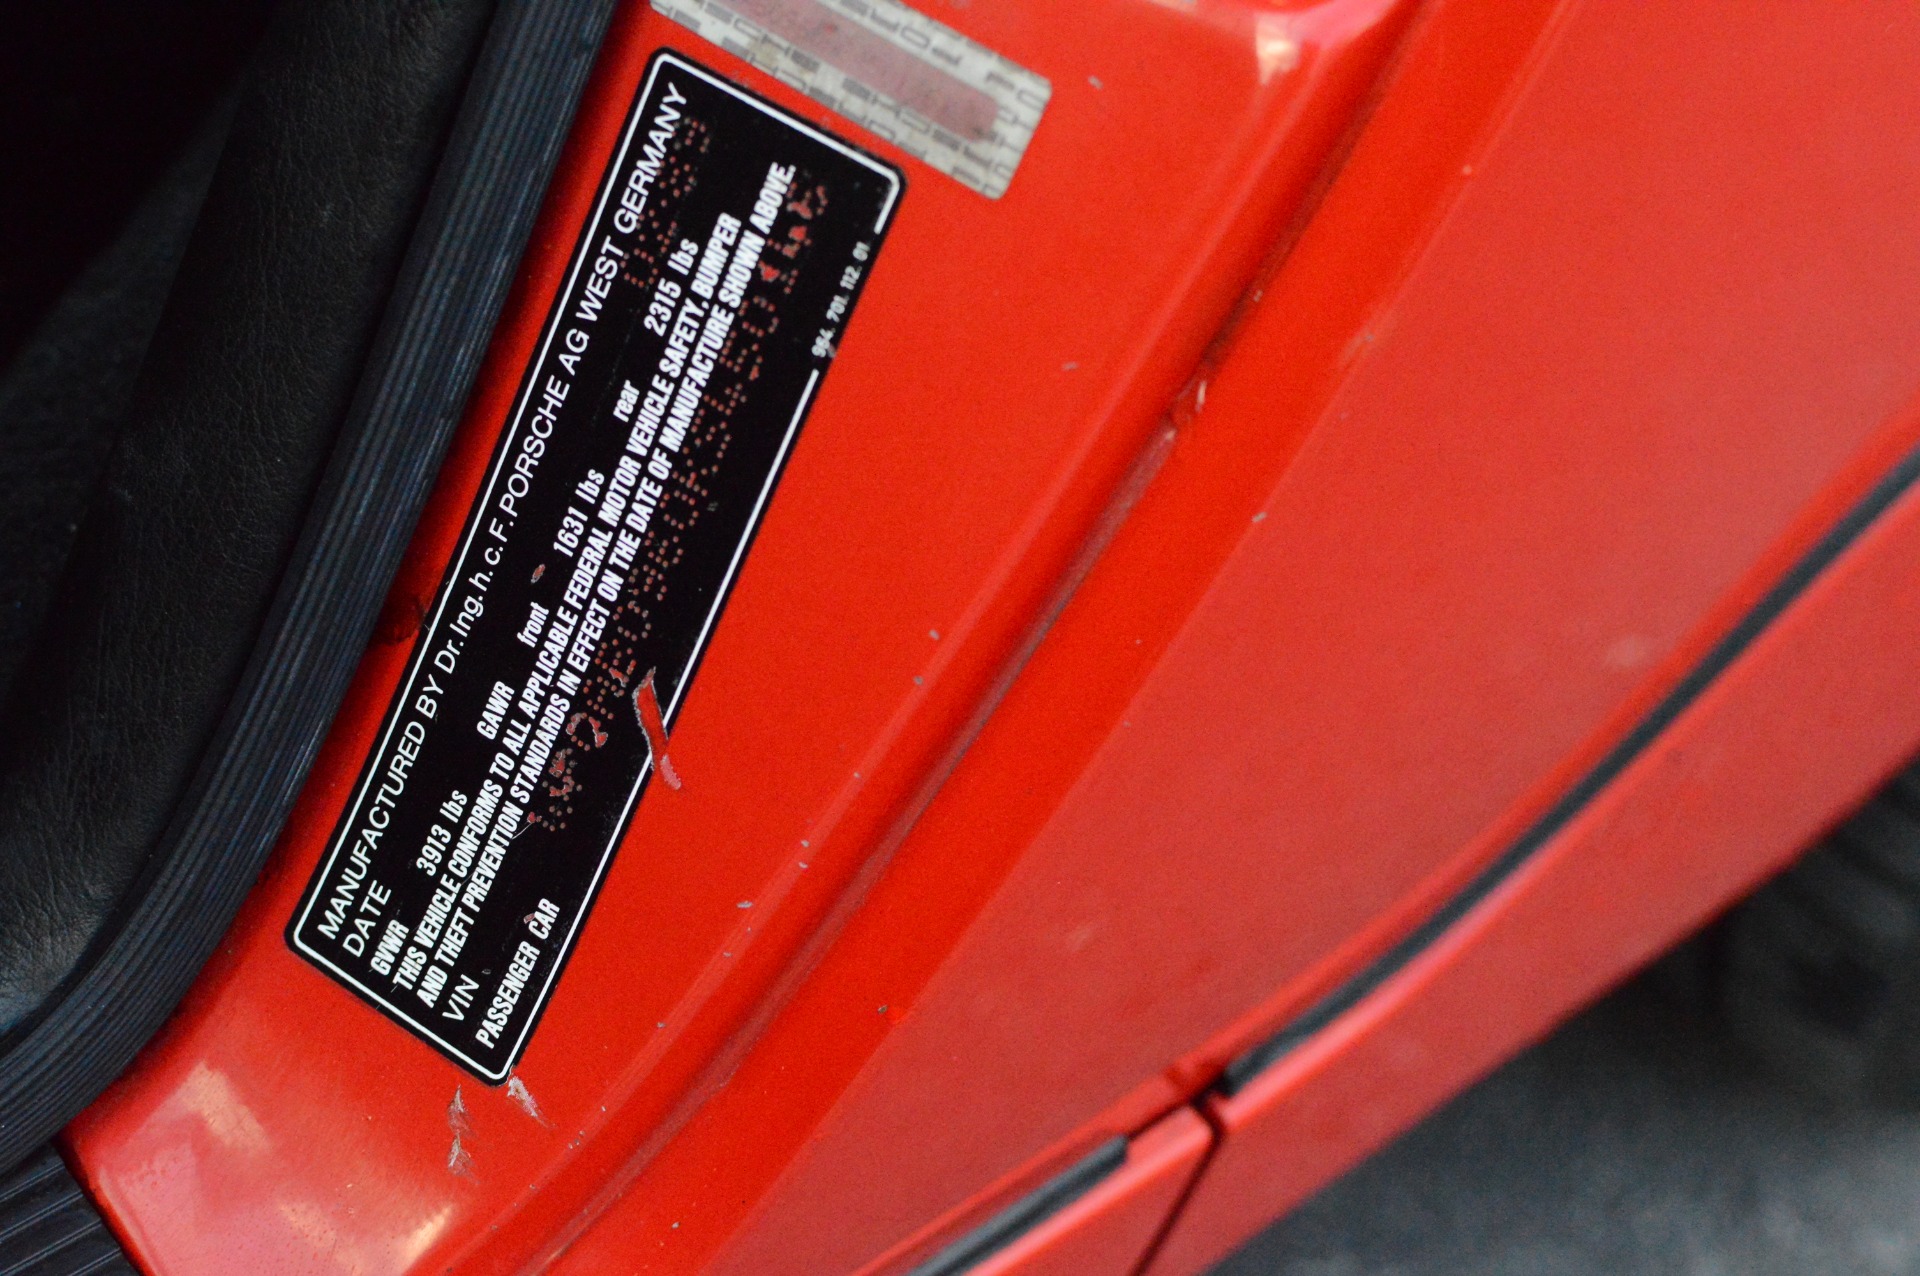 MANUFACTURED BY Dr. Ing. h. c. F. PORSCHE AG WEST GERMANY
DATE
GVWR 3913 lbs GAWR front 1631 lbs rear 2315 lbs
THIS VEHICLE CONFORMS TO ALL APPLICABLE FEDERAL MOTOR VEHICLE SAFETY, BUMPER
AND THEFT PREVENTION STANDARDS IN EFFECT ON THE DATE OF MANUFACTURE SHOWN ABOVE.
VIN
PASSENGER CAR
964. 701. 112. 01